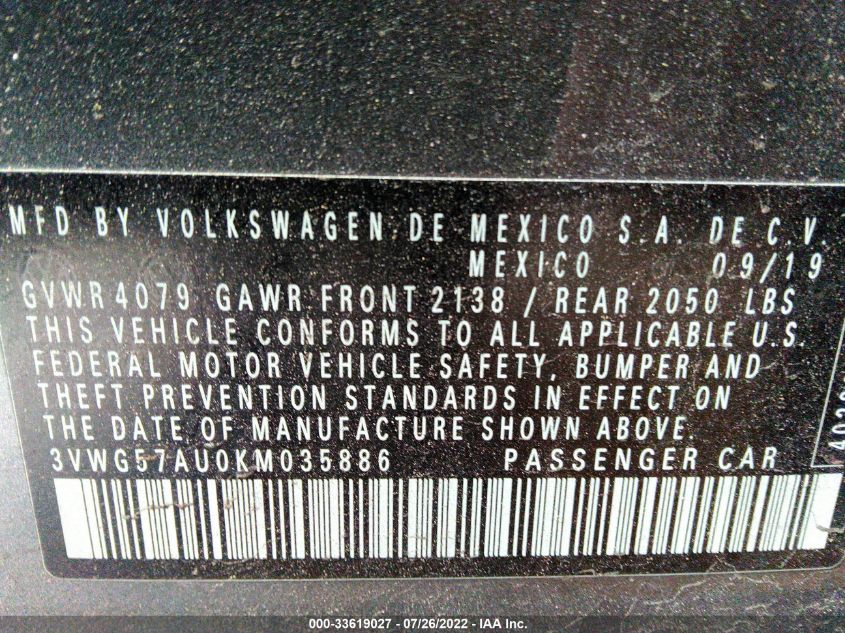 MFD BY VOLKSWAGEN DE MEXICO S.A. DE C.V.
MEXICO 09/19
GVWR 4079 GAWR FRONT 2138 / REAR 2050 LBS
THIS VEHICLE CONFORMS TO ALL APPLICABLE U.S.
FEDERAL MOTOR VEHICLE SAFETY, BUMPER AND
THEFT PREVENTION STANDARDS IN EFFECT ON
THE DATE OF MANUFACTURE SHOWN ABOVE.
3VWG57AU0KM035886 PASSENGER CAR
000-33619027 - 07/26/2022 - IAA, Inc.